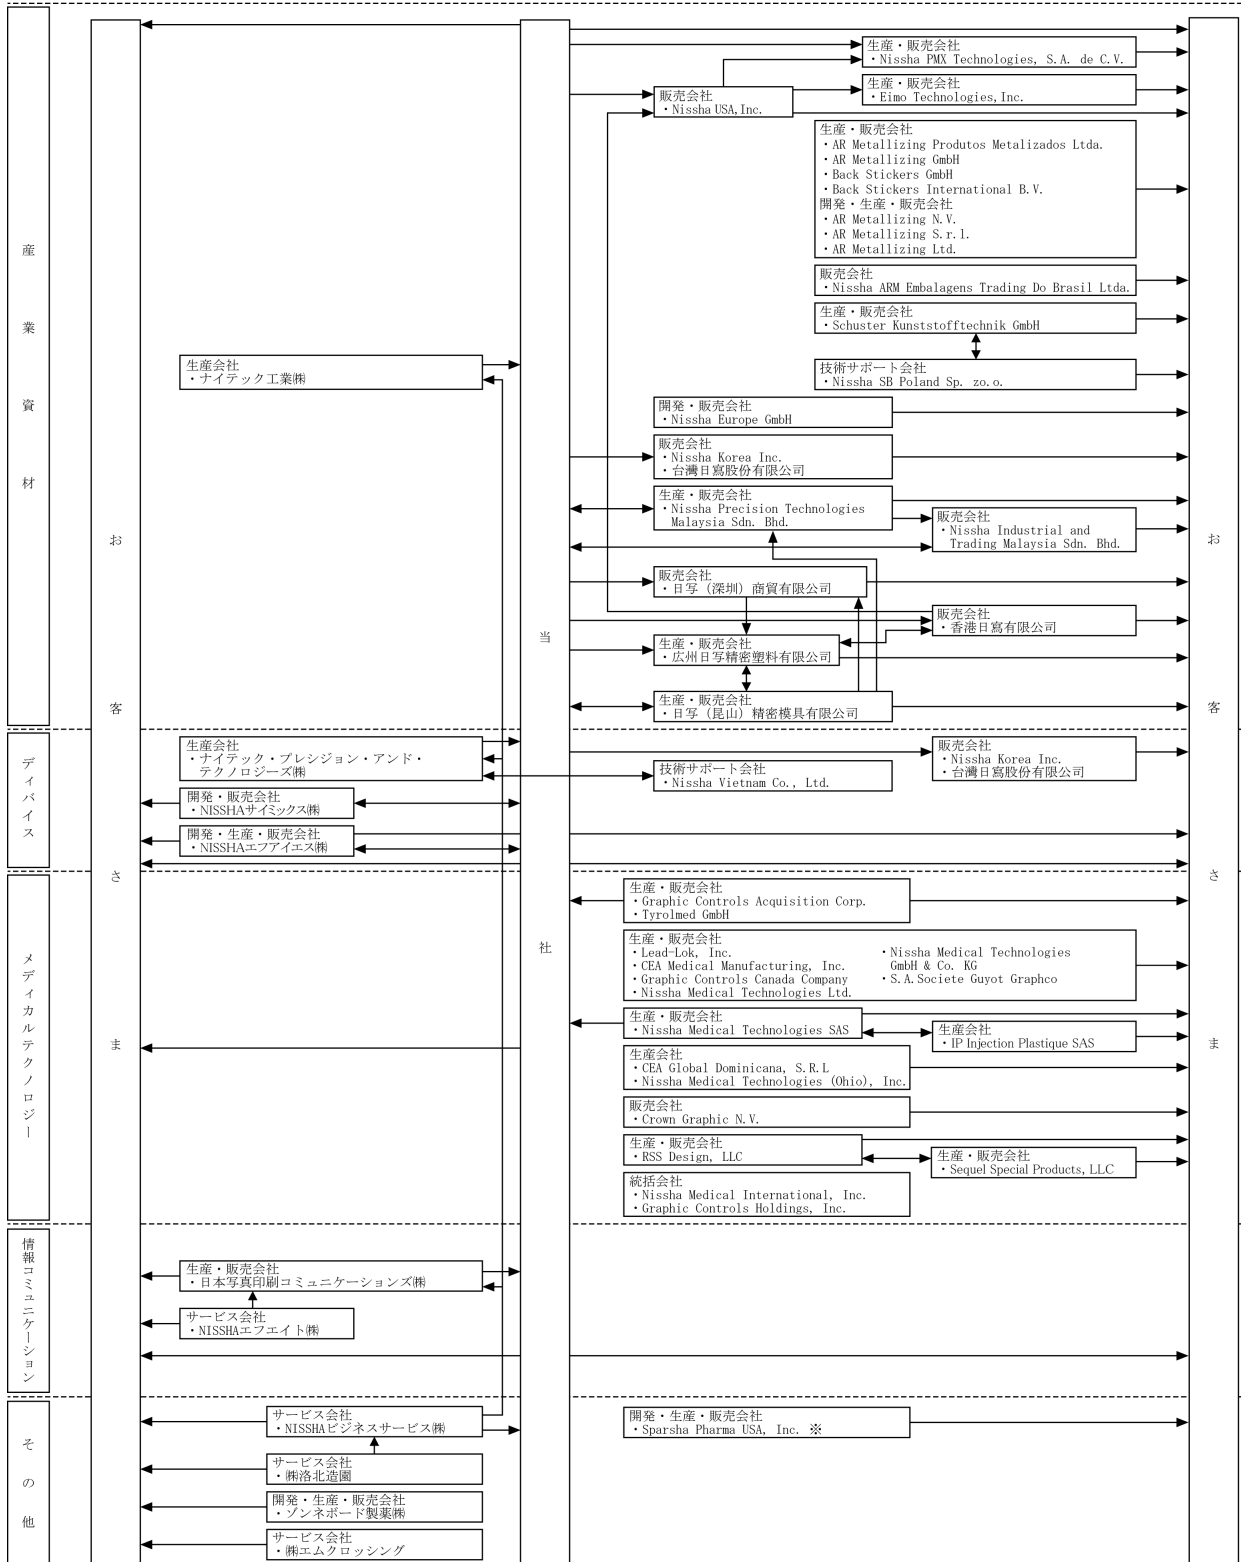 産業資材
お客さま
当社
お客さま
生産・販売会社
・Nissha PMX Technologies, S.A. de C.V.
生産・販売会社
・Eimo Technologies,Inc.
販売会社
・Nissha USA,Inc.
生産・販売会社
・AR Metallizing Produtos Metalizados Ltda.
・AR Metallizing GmbH
・Back Stickers GmbH
・Back Stickers International B.V.
開発・生産・販売会社
・AR Metallizing N.V.
・AR Metallizing S.r.l.
・AR Metallizing Ltd.
販売会社
・Nissha ARM Embalagens Trading Do Brasil Ltda.
生産・販売会社
・Schuster Kunststofftechnik GmbH
生産会社
・ナイテック工業㈱
技術サポート会社
・Nissha SB Poland Sp. zo.o.
開発・販売会社
・Nissha Europe GmbH
販売会社
・Nissha Korea Inc.
・台灣日寫股份有限公司
生産・販売会社
・Nissha Precision Technologies
Malaysia Sdn. Bhd.
販売会社
・Nissha Industrial and
Trading Malaysia Sdn. Bhd.
販売会社
・日写（深圳）商貿有限公司
販売会社
・香港日寫有限公司
生産・販売会社
・広州日写精密塑料有限公司
生産・販売会社
・日写（昆山）精密模具有限公司
ディバイス
生産会社
・ナイテック・プレシジョン・アンド・
テクノロジーズ㈱
販売会社
・Nissha Korea Inc.
・台灣日寫股份有限公司
技術サポート会社
・Nissha Vietnam Co., Ltd.
開発・販売会社
・NISSHAサイミックス㈱
開発・生産・販売会社
・NISSHAエフアイエス㈱
メディカルテクノロジー
生産・販売会社
・Graphic Controls Acquisition Corp.
・Tyrolmed GmbH
生産・販売会社
・Lead-Lok, Inc.
・CEA Medical Manufacturing, Inc.
・Graphic Controls Canada Company
・Nissha Medical Technologies Ltd.
・Nissha Medical Technologies
GmbH & Co. KG
・S.A.Societe Guyot Graphco
生産・販売会社
・Nissha Medical Technologies SAS
生産会社
・IP Injection Plastique SAS
生産会社
・CEA Global Dominicana, S.R.L
・Nissha Medical Technologies (Ohio), Inc.
販売会社
・Crown Graphic N.V.
生産・販売会社
・RSS Design, LLC
生産・販売会社
・Sequel Special Products, LLC
統括会社
・Nissha Medical International, Inc.
・Graphic Controls Holdings, Inc.
情報コミュニケーション
生産・販売会社
・日本写真印刷コミュニケーションズ㈱
サービス会社
・NISSHAエフエイト㈱
その他
サービス会社
・NISSHAビジネスサービス㈱
開発・生産・販売会社
・Sparsha Pharma USA, Inc. ※
サービス会社
・㈱洛北造園
開発・生産・販売会社
・ゾンネボード製薬㈱
サービス会社
・㈱エムクロッシング